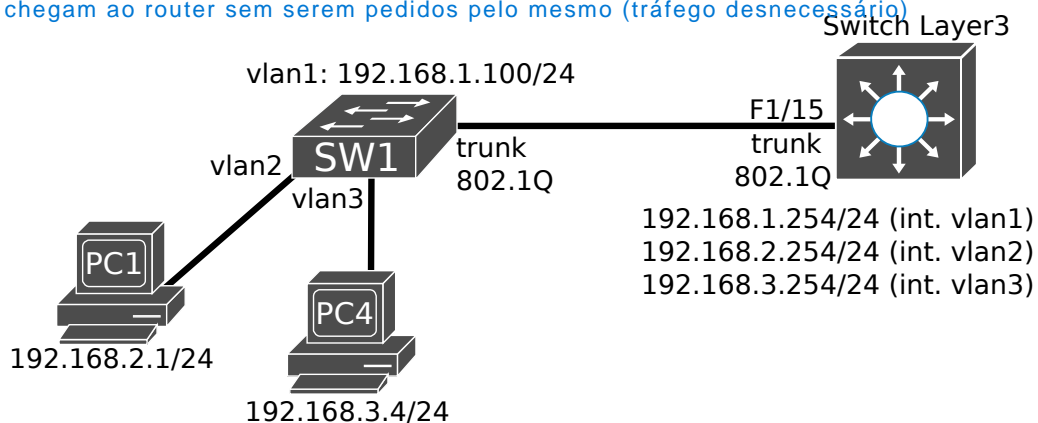 chegam ao router sem serem pedidos pelo mesmo (tráfego desnecessário)
Switch Layer3
vlan1: 192.168.1.100/24
F1/15
trunk
802.1Q
SW1
trunk
802.1Q
vlan2
vlan3
192.168.1.254/24 (int. vlan1)
192.168.2.254/24 (int. vlan2)
192.168.3.254/24 (int. vlan3)
PC1
PC4
192.168.2.1/24
192.168.3.4/24